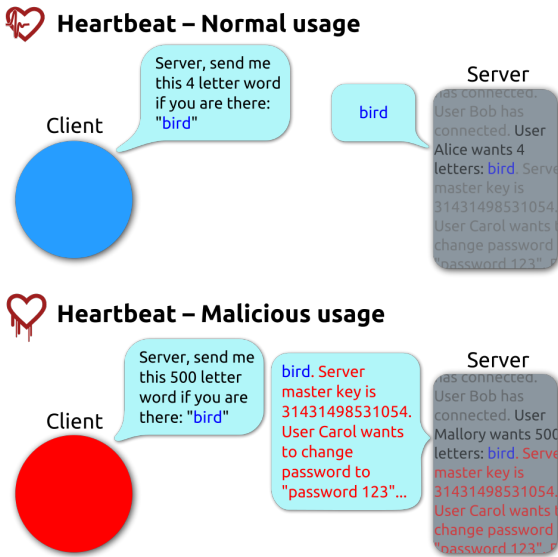 Heartbeat – Normal usage
Client
Server, send me
this 4 letter word
if you are there:
"bird"
bird
Server
has connected.
User Bob has
connected. User
Alice wants 4
letters: bird. Serve
master key is
31431498531054.
User Carol wants t
change password
"password 123".
Heartbeat – Malicious usage
Client
Server, send me
this 500 letter
word if you are
there: "bird"
bird. Server
master key is
31431498531054.
User Carol wants
to change
password to
"password 123"...
Server
has connected.
User Bob has
connected. User
Mallory wants 500
letters: bird. Serve
master key is
31431498531054.
User Carol wants t
change password
"password 123".